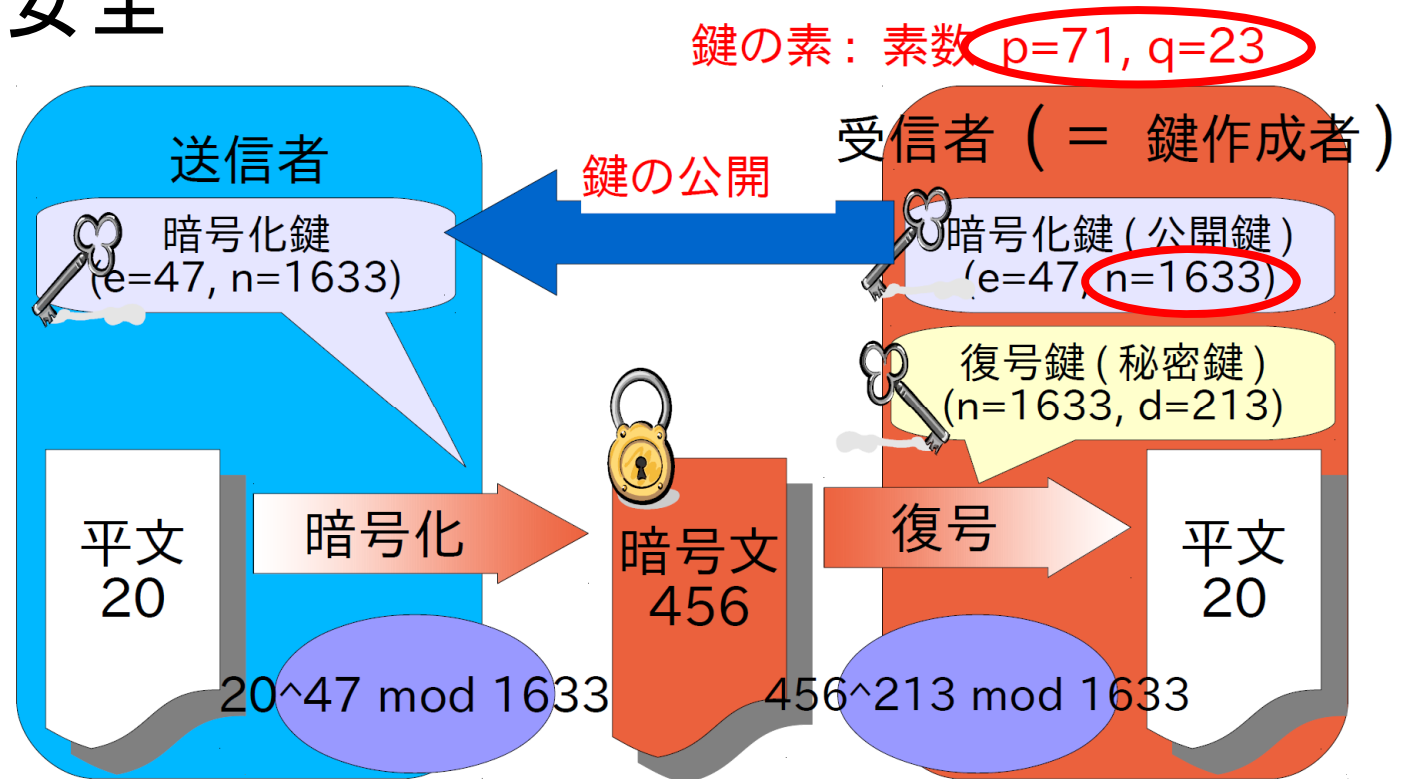 安全
鍵の素: 素数 p=71, q=23
送信者
鍵の公開
受信者 ( = 鍵作成者 )
暗号化鍵
(e=47, n=1633)
暗号化鍵 ( 公開鍵 )
(e=47, n=1633)
復号鍵 ( 秘密鍵 )
(n=1633, d=213)
平文
20
暗号化
暗号文
456
復号
平文
20
20^47 mod 1633
456^213 mod 1633